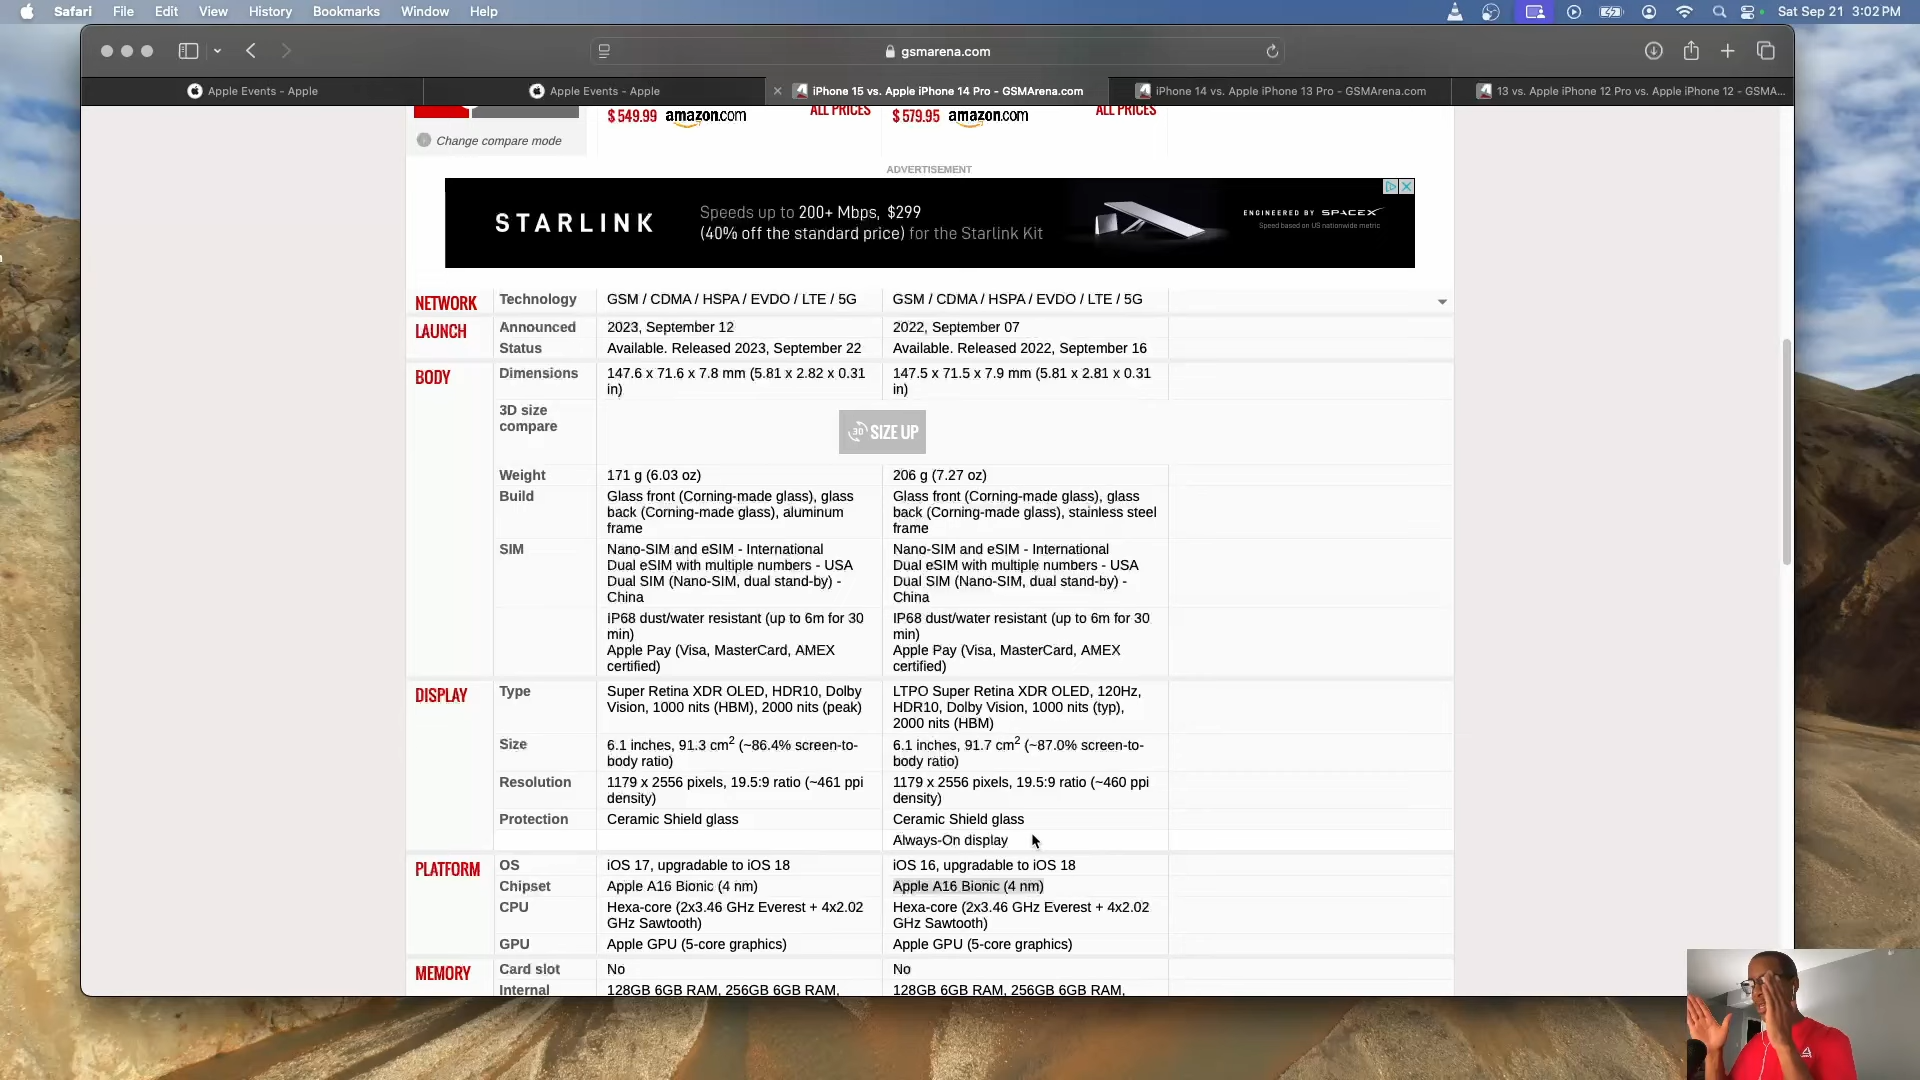 Safari File Edit View History Bookmarks Window Help Sat Sep 21 3:02 PM
gsmarena.com
Apple Events - Apple
Apple Events - Apple
iPhone 15 vs. Apple iPhone 14 Pro - GSMArena.com
iPhone 14 vs. Apple iPhone 13 Pro - GSMArena.com
13 vs. Apple iPhone 12 Pro vs. Apple iPhone 12 - GSMA...
$ 549.99 amazon.com ALL PRICES
$ 579.95 amazon.com ALL PRICES
Change compare mode
ADVERTISEMENT
STARLINK
Speeds up to 200+ Mbps, $299
(40% off the standard price) for the Starlink Kit
ENGINEERED BY SPACEX
Speed based on US nationwide metric
NETWORK Technology GSM / CDMA / HSPA / EVDO / LTE / 5G GSM / CDMA / HSPA / EVDO / LTE / 5G
LAUNCH Announced 2023, September 12 2022, September 07
Status Available. Released 2023, September 22 Available. Released 2022, September 16
BODY Dimensions 147.6 x 71.6 x 7.8 mm (5.81 x 2.82 x 0.31 147.5 x 71.5 x 7.9 mm (5.81 x 2.81 x 0.31
in) in)
3D size
compare
3D SIZE UP
Weight 171 g (6.03 oz) 206 g (7.27 oz)
Build Glass front (Corning-made glass), glass Glass front (Corning-made glass), glass
back (Corning-made glass), aluminum back (Corning-made glass), stainless steel
frame frame
SIM Nano-SIM and eSIM - International Nano-SIM and eSIM - International
Dual eSIM with multiple numbers - USA Dual eSIM with multiple numbers - USA
Dual SIM (Nano-SIM, dual stand-by) - Dual SIM (Nano-SIM, dual stand-by) -
China China
IP68 dust/water resistant (up to 6m for 30 IP68 dust/water resistant (up to 6m for 30
min) min)
Apple Pay (Visa, MasterCard, AMEX Apple Pay (Visa, MasterCard, AMEX
certified) certified)
DISPLAY Type Super Retina XDR OLED, HDR10, Dolby LTPO Super Retina XDR OLED, 120Hz,
Vision, 1000 nits (HBM), 2000 nits (peak) HDR10, Dolby Vision, 1000 nits (typ),
2000 nits (HBM)
Size 6.1 inches, 91.3 cm2 (~86.4% screen-to- 6.1 inches, 91.7 cm2 (~87.0% screen-to-
body ratio) body ratio)
Resolution 1179 x 2556 pixels, 19.5:9 ratio (~461 ppi 1179 x 2556 pixels, 19.5:9 ratio (~460 ppi
density) density)
Protection Ceramic Shield glass Ceramic Shield glass
Always-On display
PLATFORM OS iOS 17, upgradable to iOS 18 iOS 16, upgradable to iOS 18
Chipset Apple A16 Bionic (4 nm) Apple A16 Bionic (4 nm)
CPU Hexa-core (2x3.46 GHz Everest + 4x2.02 Hexa-core (2x3.46 GHz Everest + 4x2.02
GHz Sawtooth) GHz Sawtooth)
GPU Apple GPU (5-core graphics) Apple GPU (5-core graphics)
MEMORY Card slot No No
Internal 128GB 6GB RAM, 256GB 6GB RAM, 128GB 6GB RAM, 256GB 6GB RAM,